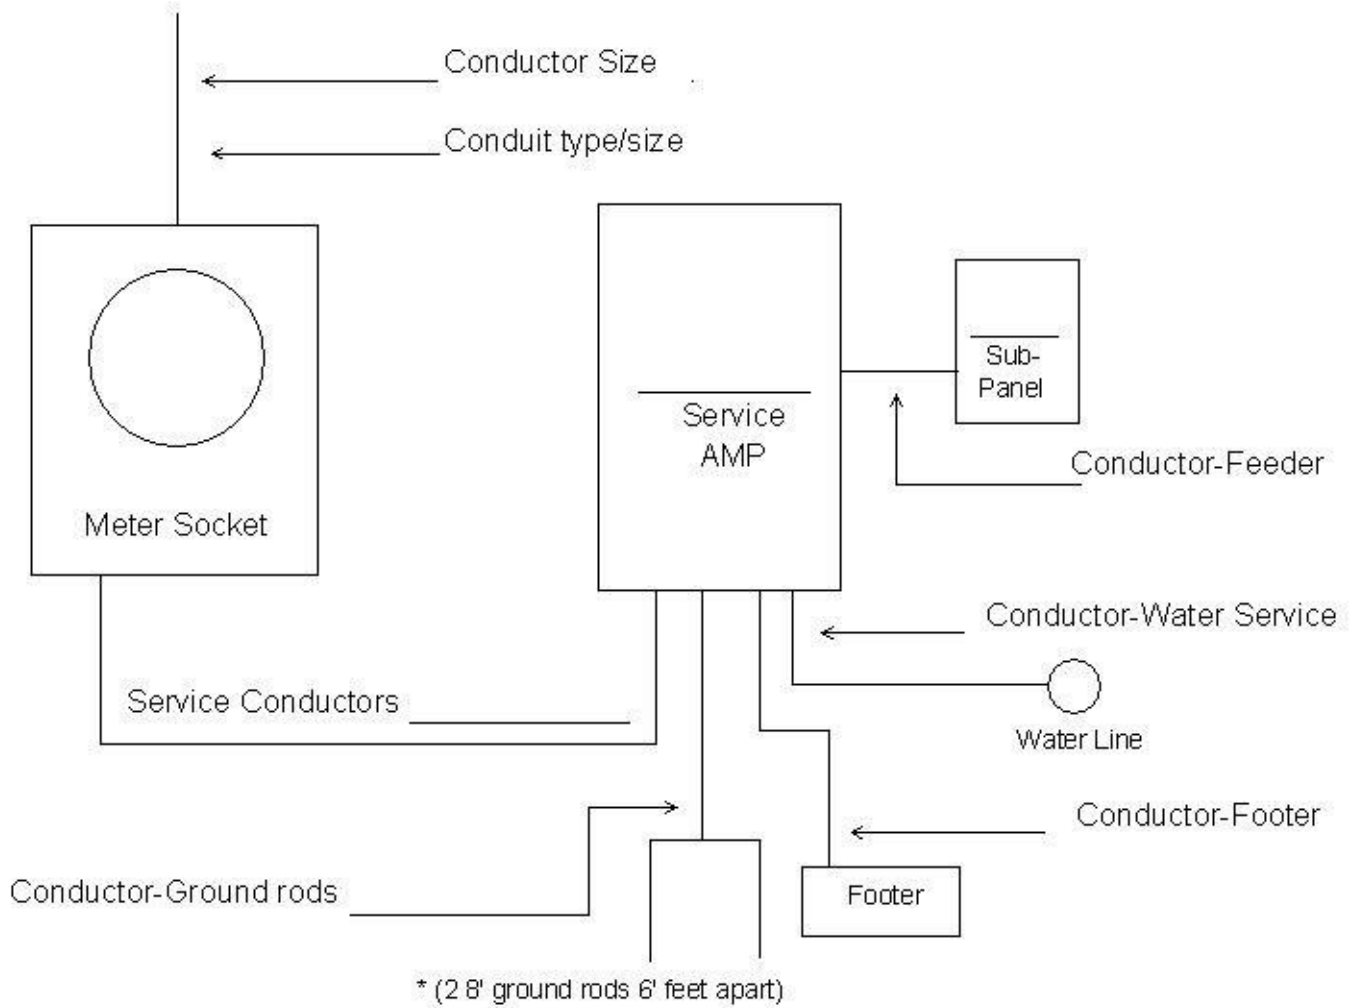 Conductor Size
Conduit type/size
Sub-
Panel
Service
AMP
Conductor-Feeder
Meter Socket
Conductor-Water Service
Service Conductors
Water Line
Conductor-Footer
Conductor-Ground rods
Footer
* (2 8' ground rods 6' feet apart)